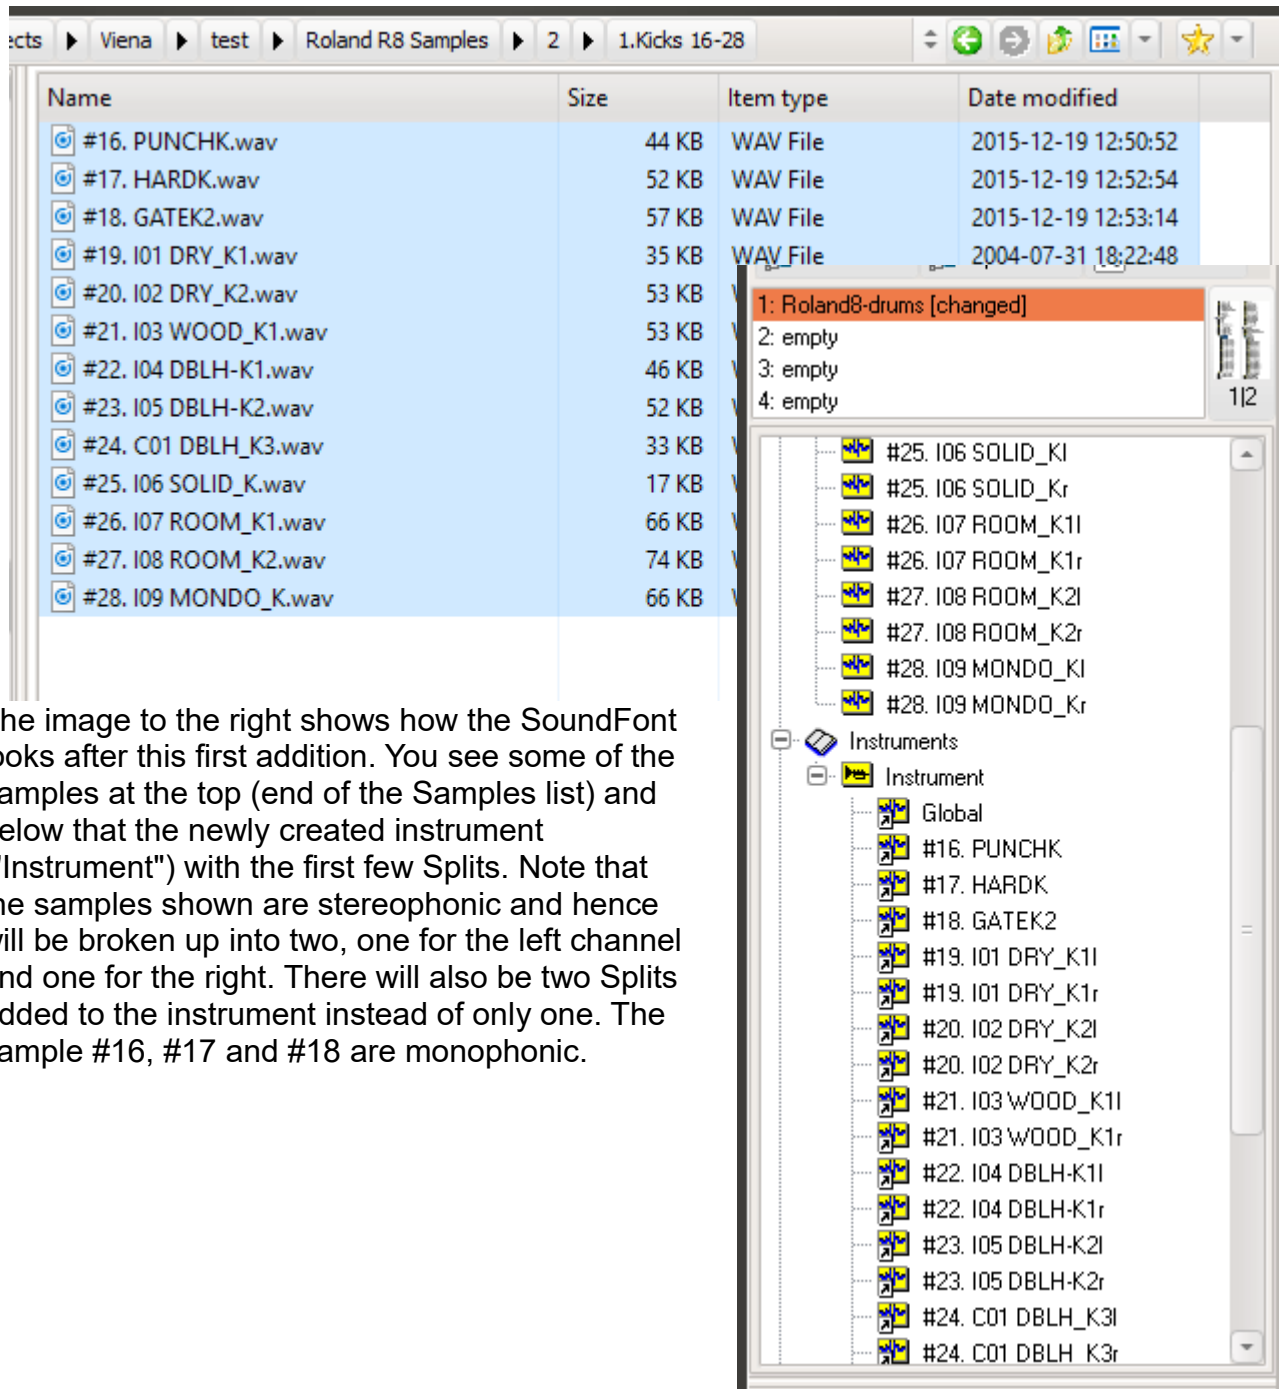 ects Viena test Roland R8 Samples 2 1.Kicks 16-28
Name Size Item type Date modified
#16. PUNCHK.wav 44 KB WAV File 2015-12-19 12:50:52
#17. HARDK.wav 52 KB WAV File 2015-12-19 12:52:54
#18. GATEK2.wav 57 KB WAV File 2015-12-19 12:53:14
#19. I01 DRY_K1.wav 35 KB WAV File 2004-07-31 18:22:48
#20. I02 DRY_K2.wav 53 KB
#21. I03 WOOD_K1.wav 53 KB
#22. I04 DBLH-K1.wav 46 KB
#23. I05 DBLH-K2.wav 52 KB
#24. C01 DBLH_K3.wav 33 KB
#25. I06 SOLID_K.wav 17 KB
#26. I07 ROOM_K1.wav 66 KB
#27. I08 ROOM_K2.wav 74 KB
#28. I09 MONDO_K.wav 66 KB
he image to the right shows how the SoundFont
ooks after this first addition. You see some of the
amples at the top (end of the Samples list) and
elow that the newly created instrument
"Instrument") with the first few Splits. Note that
he samples shown are stereophonic and hence
will be broken up into two, one for the left channel
nd one for the right. There will also be two Splits
dded to the instrument instead of only one. The
ample #16, #17 and #18 are monophonic.
1: Roland8-drums [changed]
2: empty
3: empty
4: empty
1|2
#25. I06 SOLID_Kl
#25. I06 SOLID_Kr
#26. I07 ROOM_K1l
#26. I07 ROOM_K1r
#27. I08 ROOM_K2l
#27. I08 ROOM_K2r
#28. I09 MONDO_Kl
#28. I09 MONDO_Kr
Instruments
Instrument
Global
#16. PUNCHK
#17. HARDK
#18. GATEK2
#19. I01 DRY_K1l
#19. I01 DRY_K1r
#20. I02 DRY_K2l
#20. I02 DRY_K2r
#21. I03 WOOD_K1l
#21. I03 WOOD_K1r
#22. I04 DBLH-K1l
#22. I04 DBLH-K1r
#23. I05 DBLH-K2l
#23. I05 DBLH-K2r
#24. C01 DBLH_K3l
#24. C01 DBLH_K3r